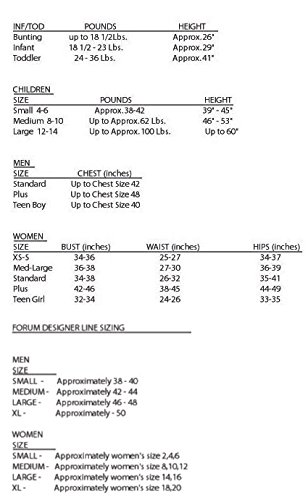 INF/TOD POUNDS HEIGHT
Bunting up to 18 1/2Lbs. Approx.26"
Infant 18 1/2 - 23 Lbs. Approx.29"
Toddler 24 - 36 Lbs. Approx.41"
CHILDREN
SIZE POUNDS HEIGHT
Small 4-6 Approx.38-42 39" - 45"
Medium 8-10 Up to Approx.62 Lbs. 46" - 53"
Large 12-14 Up to Approx.100 Lbs. Up to 60"
MEN
SIZE CHEST (inches)
Standard Up to Chest Size 42
Plus Up to Chest Size 48
Teen Boy Up to Chest Size 40
WOMEN
SIZE BUST (inches) WAIST (inches) HIPS (inches)
XS-S 34-36 25-27 34-37
Med-Large 36-38 27-30 36-39
Standard 34-38 26-32 35-41
Plus 42-46 38-45 44-49
Teen Girl 32-34 24-26 33-35
FORUM DESIGNER LINE SIZING
MEN
SIZE
SMALL - Approximately 38 - 40
MEDIUM - Approximately 42 - 44
LARGE - Approximately 46 - 48
XL - Approximately - 50
WOMEN
SIZE
SMALL - Approximately women's size 2,4,6
MEDIUM - Approximately women's size 8,10,12
LARGE - Approximately women's size 14,16
XL - Approximately women's size 18,20